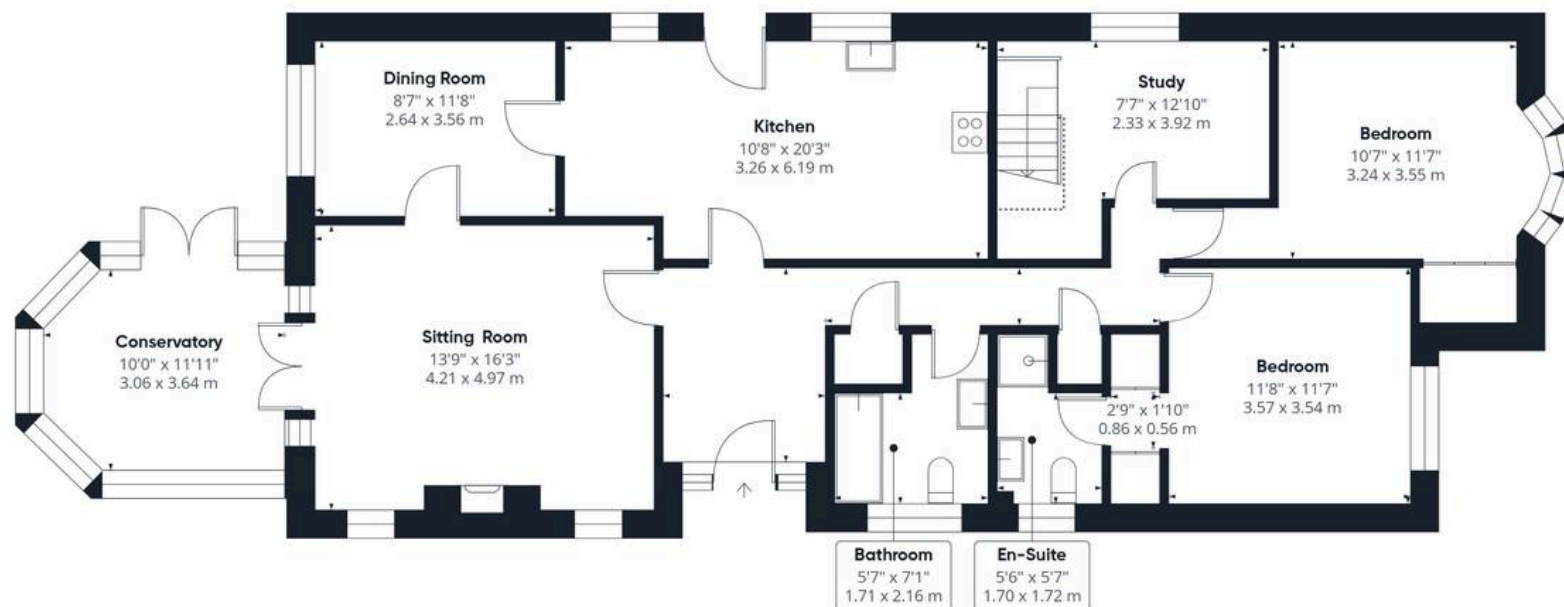 Dining Room
8'7" x 11'8"
2.64 x 3.56 m
Kitchen
10'8" x 20'3"
3.26 x 6.19 m
Study
7'7" x 12'10"
2.33 x 3.92 m
Bedroom
10'7" x 11'7"
3.24 x 3.55 m
Conservatory
10'0" x 11'11"
3.06 x 3.64 m
Sitting Room
13'9" x 16'3"
4.21 x 4.97 m
2'9" x 1'10"
0.86 x 0.56 m
Bedroom
11'8" x 11'7"
3.57 x 3.54 m
Bathroom
5'7" x 7'1"
1.71 x 2.16 m
En-Suite
5'6" x 5'7"
1.70 x 1.72 m